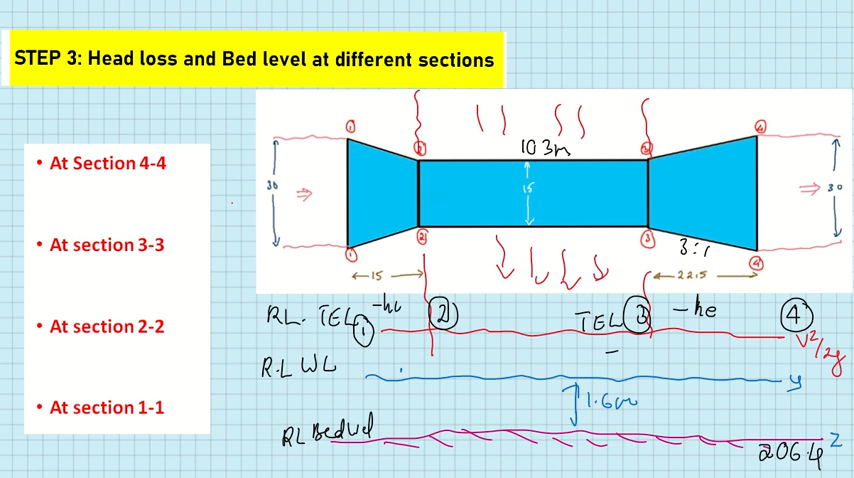 STEP 3: Head loss and Bed level at different sections
• At Section 4-4
• At section 3-3
• At section 2-2
• At section 1-1
① ② ③ ④
103m
30 15 30
① ② ③ ④
3:1
15 22.5
RL. TEL ① -he ② TEL ③ -he ④
V²/2g
R.L WL
y
1.6m
RL Bed lvl
206.4 Z